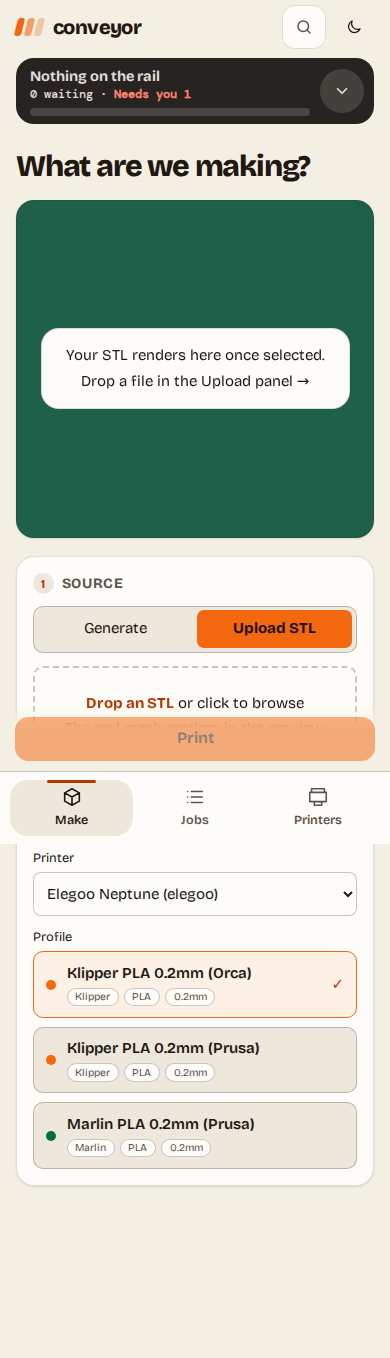 conveyor
Nothing on the rail
0 waiting · Needs you 1
What are we making?
Your STL renders here once selected.
Drop a file in the Upload panel →
1 SOURCE
Generate Upload STL
Drop an STL or click to browse
Print
Make Jobs Printers
Printer
Elegoo Neptune (elegoo)
Profile
Klipper PLA 0.2mm (Orca) ✓
Klipper PLA 0.2mm
Klipper PLA 0.2mm (Prusa)
Klipper PLA 0.2mm
Marlin PLA 0.2mm (Prusa)
Marlin PLA 0.2mm